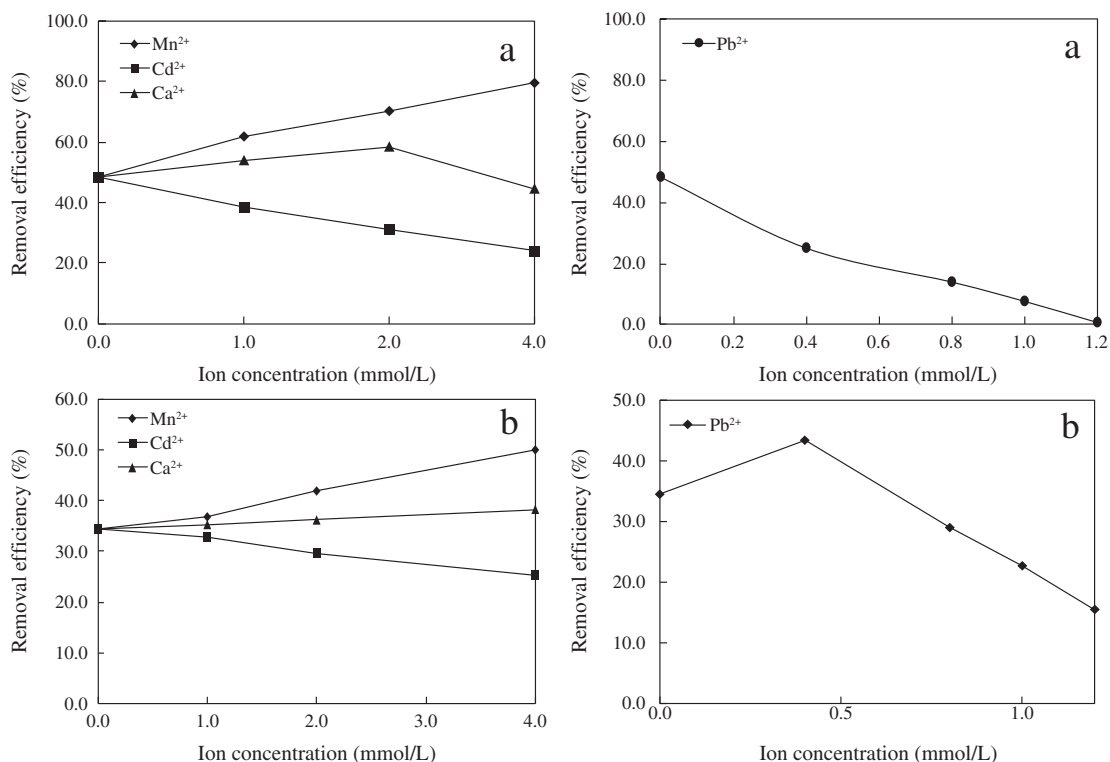 100.0
80.0
60.0
40.0
20.0
0.0
Removal efficiency (%)
Mn²⁺
Cd²⁺
Ca²⁺
a
0.0 1.0 2.0 4.0
Ion concentration (mmol/L)
100.0
80.0
60.0
40.0
20.0
0.0
Removal efficiency (%)
Pb²⁺
a
0.0 0.2 0.4 0.6 0.8 1.0 1.2
Ion concentration (mmol/L)
60.0
50.0
40.0
30.0
20.0
10.0
0.0
Removal efficiency (%)
Mn²⁺
Cd²⁺
Ca²⁺
b
0.0 1.0 2.0 3.0 4.0
Ion concentration (mmol/L)
50.0
40.0
30.0
20.0
10.0
0.0
Removal efficiency (%)
Pb²⁺
b
0.0 0.5 1.0
Ion concentration (mmol/L)